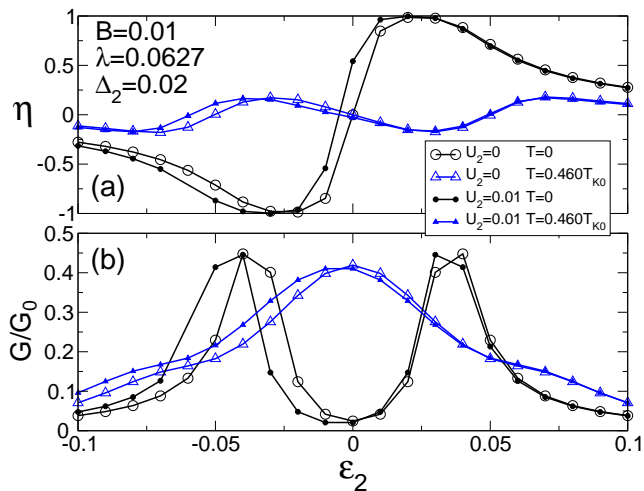 B=0.01
λ=0.0627
Δ2=0.02
1
0.5
0
-0.5
-1
η
(a)
U2=0 T=0
U2=0 T=0.460TK0
U2=0.01 T=0
U2=0.01 T=0.460TK0
(b)
0.5
0.4
0.3
0.2
0.1
0
G/G0
-0.1 -0.05 0 0.05 0.1
ε2